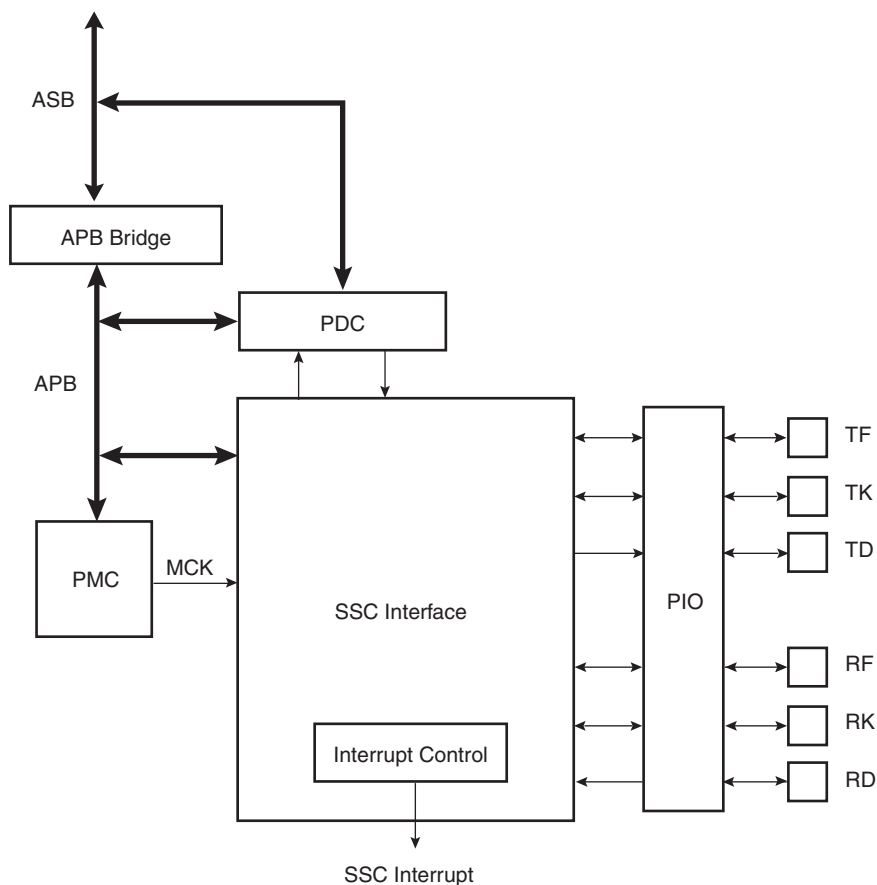 ASB
APB Bridge
PDC
APB
TF
TK
PMC
MCK
TD
SSC Interface
PIO
RF
RK
Interrupt Control
RD
SSC Interrupt